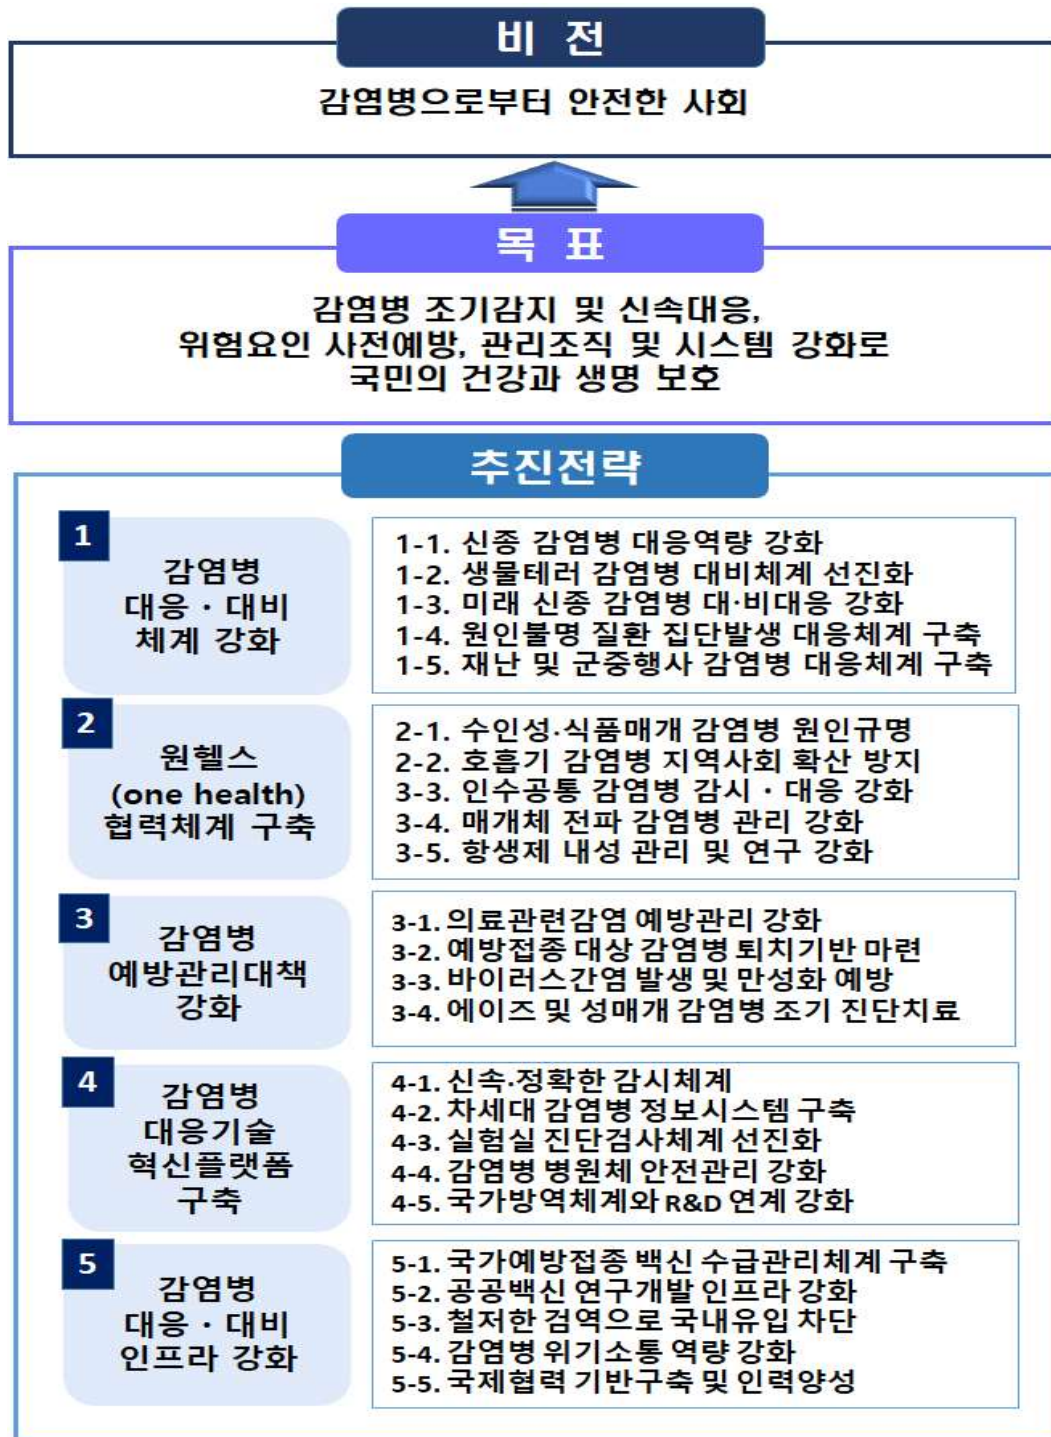 비 전
감염병으로부터 안전한 사회
목 표
감염병 조기감지 및 신속대응,
위험요인 사전예방, 관리조직 및 시스템 강화로
국민의 건강과 생명 보호
추진전략
1
감염병
대응 · 대비
체계 강화
1-1. 신종 감염병 대응역량 강화
1-2. 생물테러 감염병 대비체계 선진화
1-3. 미래 신종 감염병 대·비대응 강화
1-4. 원인불명 질환 집단발생 대응체계 구축
1-5. 재난 및 군중행사 감염병 대응체계 구축
2
원헬스
(one health)
협력체계 구축
2-1. 수인성·식품매개 감염병 원인규명
2-2. 호흡기 감염병 지역사회 확산 방지
3-3. 인수공통 감염병 감시 · 대응 강화
3-4. 매개체 전파 감염병 관리 강화
3-5. 항생제 내성 관리 및 연구 강화
3
감염병
예방관리대책
강화
3-1. 의료관련감염 예방관리 강화
3-2. 예방접종 대상 감염병 퇴치기반 마련
3-3. 바이러스간염 발생 및 만성화 예방
3-4. 에이즈 및 성매개 감염병 조기 진단치료
4
감염병
대응기술
혁신플랫폼
구축
4-1. 신속·정확한 감시체계
4-2. 차세대 감염병 정보시스템 구축
4-3. 실험실 진단검사체계 선진화
4-4. 감염병 병원체 안전관리 강화
4-5. 국가방역체계와 R&D 연계 강화
5
감염병
대응 · 대비
인프라 강화
5-1. 국가예방접종 백신 수급관리체계 구축
5-2. 공공백신 연구개발 인프라 강화
5-3. 철저한 검역으로 국내유입 차단
5-4. 감염병 위기소통 역량 강화
5-5. 국제협력 기반구축 및 인력양성